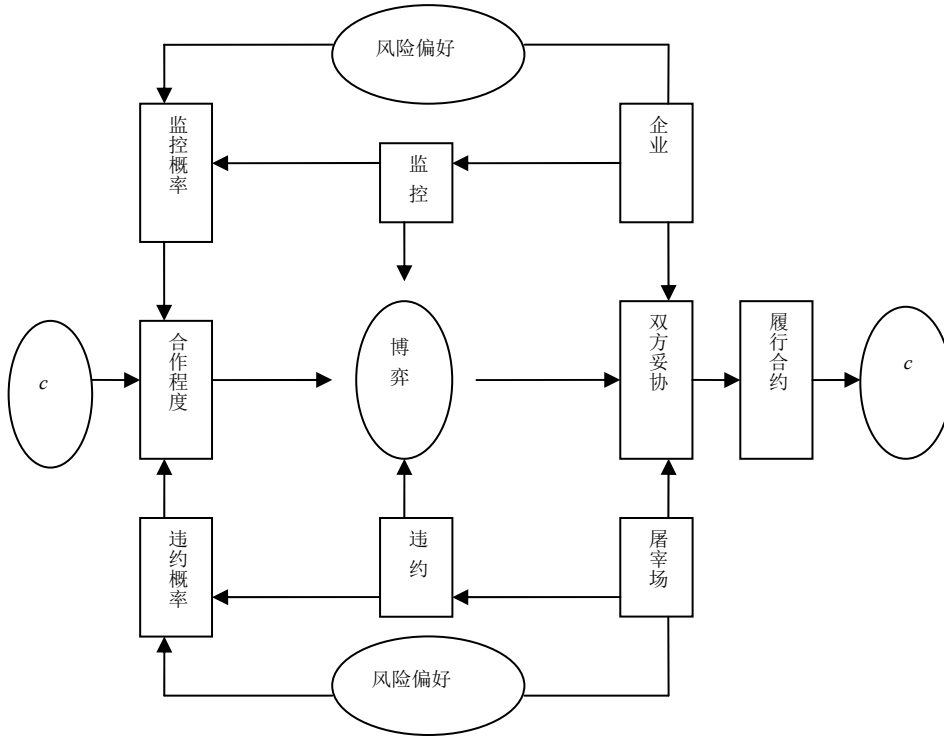 风险偏好
监控概率
监控
企业
c
合作程度
博弈
双方妥协
履行合约
c
违约概率
违约
屠宰场
风险偏好